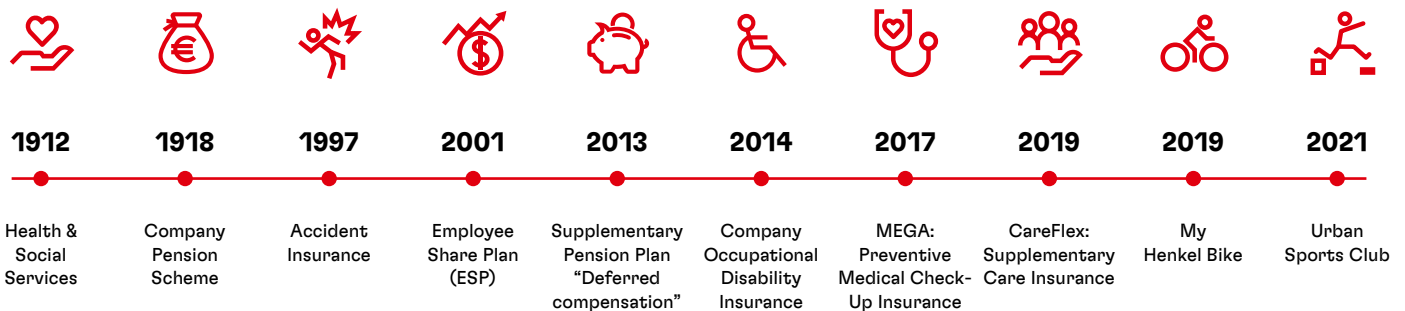 1912
1918
1997
2001
2013
2014
2017
2019
2019
2021
Health &
Social
Services
Company
Pension
Scheme
Accident
Insurance
Employee
Share Plan
(ESP)
Supplementary
Pension Plan
“Deferred
compensation”
Company
Occupational
Disability
Insurance
MEGA:
Preventive
Medical Check-
Up Insurance
CareFlex:
Supplementary
Care Insurance
My
Henkel Bike
Urban
Sports Club